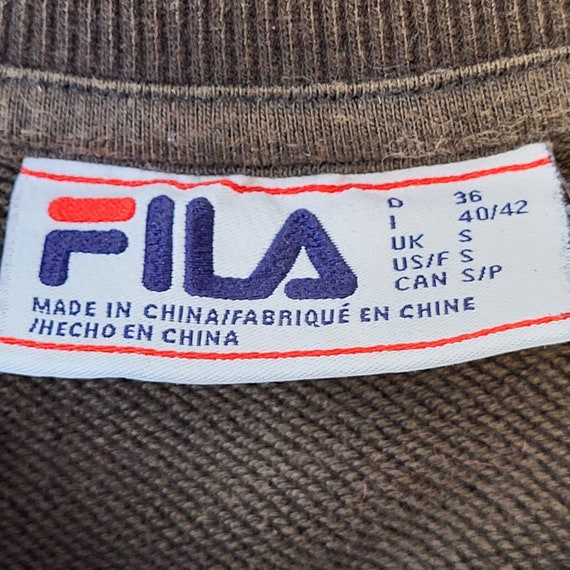 FILA
D 36
I 40/42
UK S
US/F S
CAN S/P
MADE IN CHINA/FABRIQUÉ EN CHINE
/HECHO EN CHINA